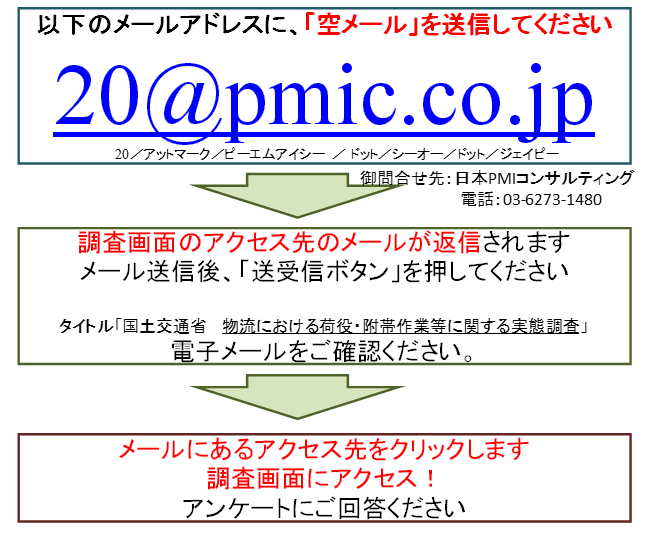 以下のメールアドレスに、「空メール」を送信してください
20@pmic.co.jp
20／アットマーク／ピーエムアイシー ／ドット／シーオー／ドット／ジェイピー
御問合せ先：日本PMIコンサルティング
電話：03-6273-1480
調査画面のアクセス先のメールが返信されます
メール送信後、「送受信ボタン」を押してください
タイトル「国土交通省　物流における荷役・附帯作業等に関する実態調査」
電子メールをご確認ください。
メールにあるアクセス先をクリックします
調査画面にアクセス！
アンケートにご回答ください